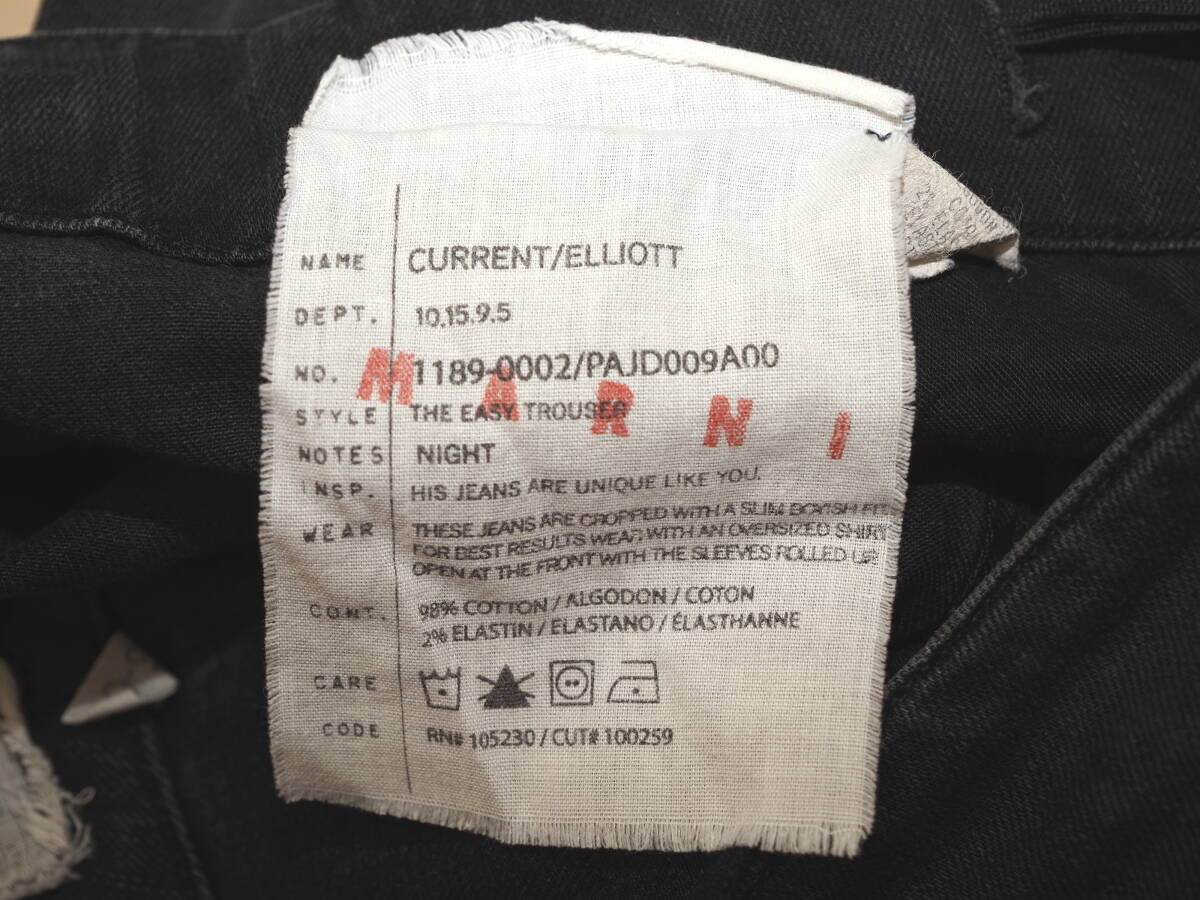 NAME CURRENT/ELLIOTT
DEPT. 10.15.9.5
NO. 1189-0002/PAJD009A00
MARNI
STYLE THE EASY TROUSER
NOTES NIGHT
INSP. HIS JEANS ARE UNIQUE LIKE YOU.
WEAR THESE JEANS ARE CROPPED WITH A SLIM BOYISH FIT
FOR BEST RESULTS WEAR WITH AN OVERSIZED SHIRT
OPEN AT THE FRONT WITH THE SLEEVES ROLLED UP
CONT. 98% COTTON / ALGODON / COTON
2% ELASTIN / ELASTANO / ÉLASTHANNE
CARE
CODE RN# 105230 / CUT# 100259